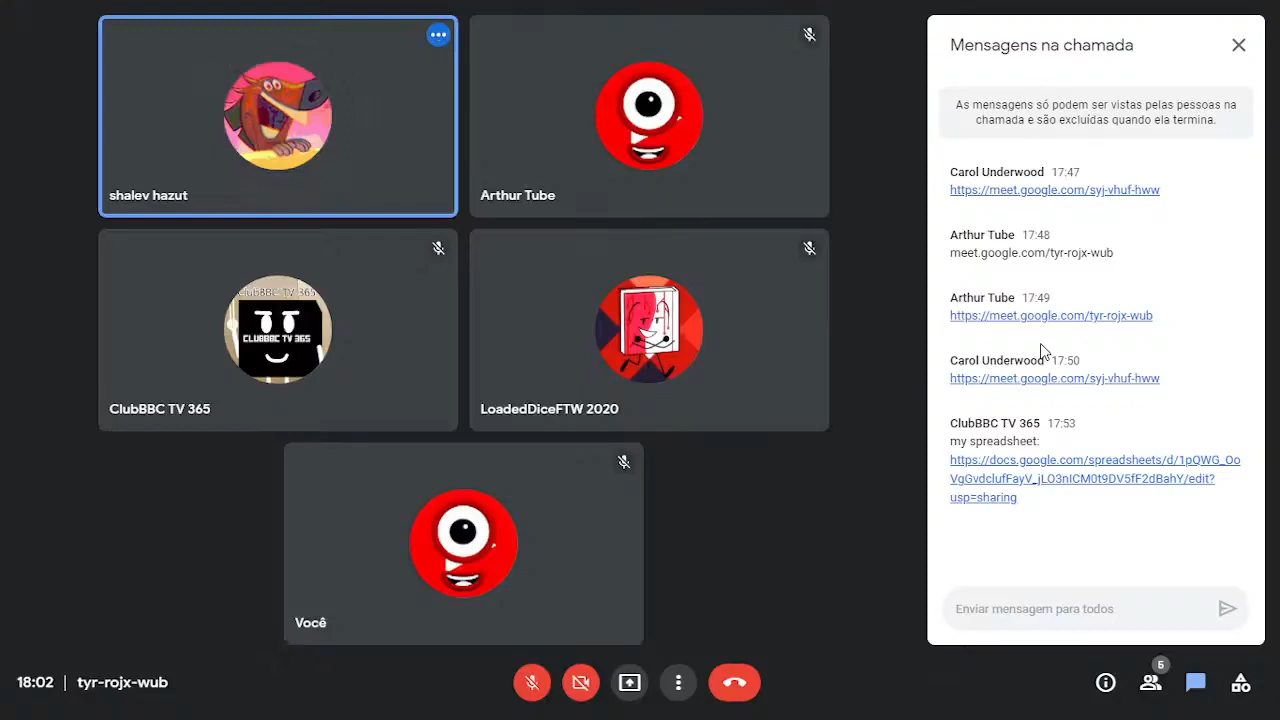 shalev hazut
Arthur Tube
ClubBBC TV 365
CLUBBBC TV 365
ClubBBC TV 365
LoadedDiceFTW 2020
Você
Mensagens na chamada
As mensagens só podem ser vistas pelas pessoas na
chamada e são excluídas quando ela termina.
Carol Underwood 17:47
https://meet.google.com/syj-vhuf-hww
Arthur Tube 17:48
meet.google.com/tyr-rojx-wub
Arthur Tube 17:49
https://meet.google.com/tyr-rojx-wub
Carol Underwood 17:50
https://meet.google.com/syj-vhuf-hww
ClubBBC TV 365 17:53
my spreadsheet:
https://docs.google.com/spreadsheets/d/1pQWG_Oo
VgGvdclufFayV_jLO3nICM0t9DV5fF2dBahY/edit?
usp=sharing
Enviar mensagem para todos
18:02 | tyr-rojx-wub
5